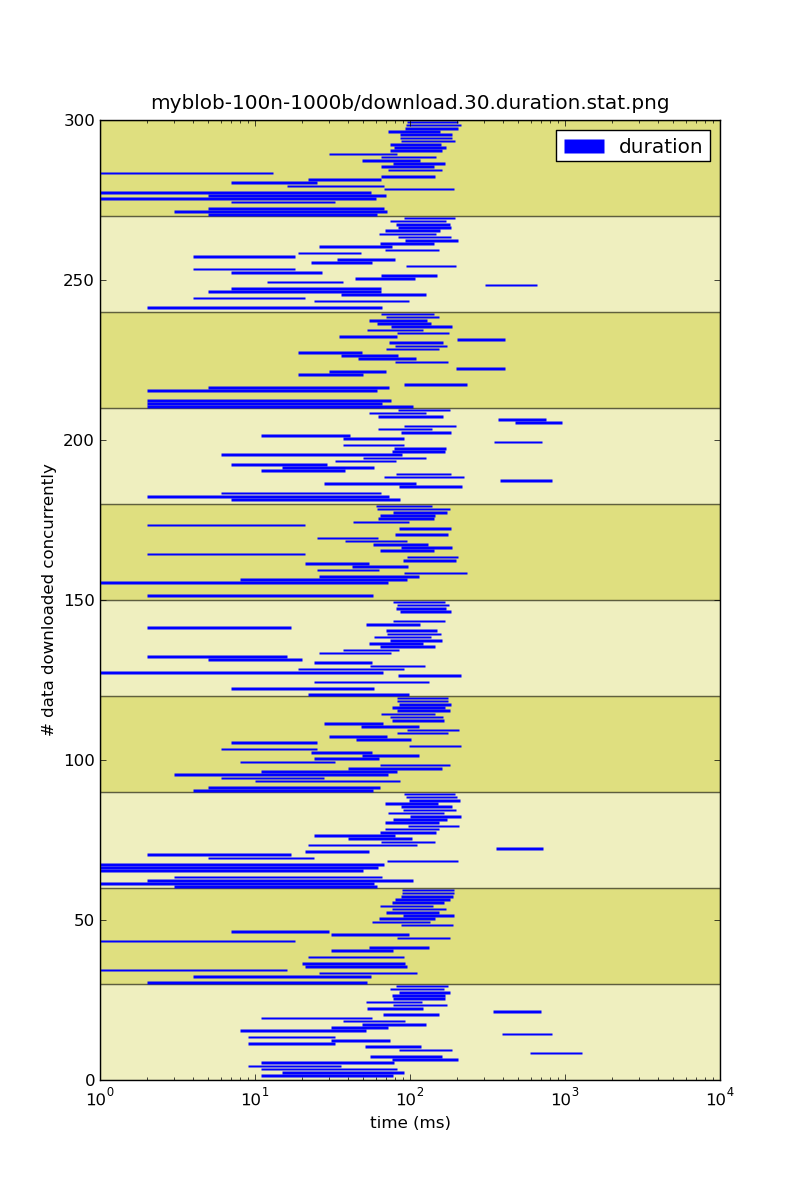 myblob-100n-1000b/download.30.duration.stat.png
duration
300
250
200
150
100
50
0
# data downloaded concurrently
10^0 10^1 10^2 10^3 10^4
time (ms)